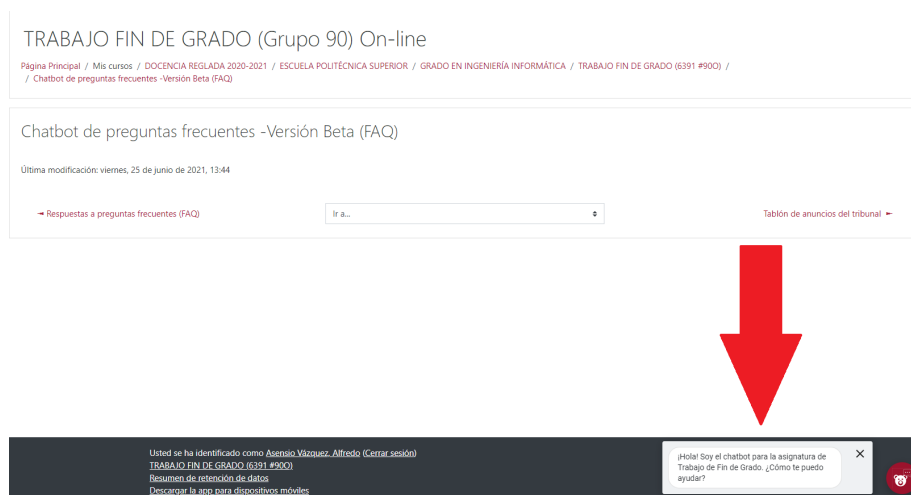 TRABAJO FIN DE GRADO (Grupo 90) On-line
Página Principal / Mis cursos / DOCENCIA REGLADA 2020-2021 / ESCUELA POLITÉCNICA SUPERIOR / GRADO EN INGENIERÍA INFORMÁTICA / TRABAJO FIN DE GRADO (6391 #90O) /
/ Chatbot de preguntas frecuentes -Versión Beta (FAQ)
Chatbot de preguntas frecuentes -Versión Beta (FAQ)
Última modificación: viernes, 25 de junio de 2021, 13:44
◄ Respuestas a preguntas frecuentes (FAQ)
Ir a...
Tablón de anuncios del tribunal ►
Usted se ha identificado como Asensio Vázquez, Alfredo (Cerrar sesión)
TRABAJO FIN DE GRADO (6391 #90O)
Resumen de retención de datos
Descargar la app para dispositivos móviles
¡Hola! Soy el chatbot para la asignatura de
Trabajo de Fin de Grado. ¿Cómo te puedo
ayudar?